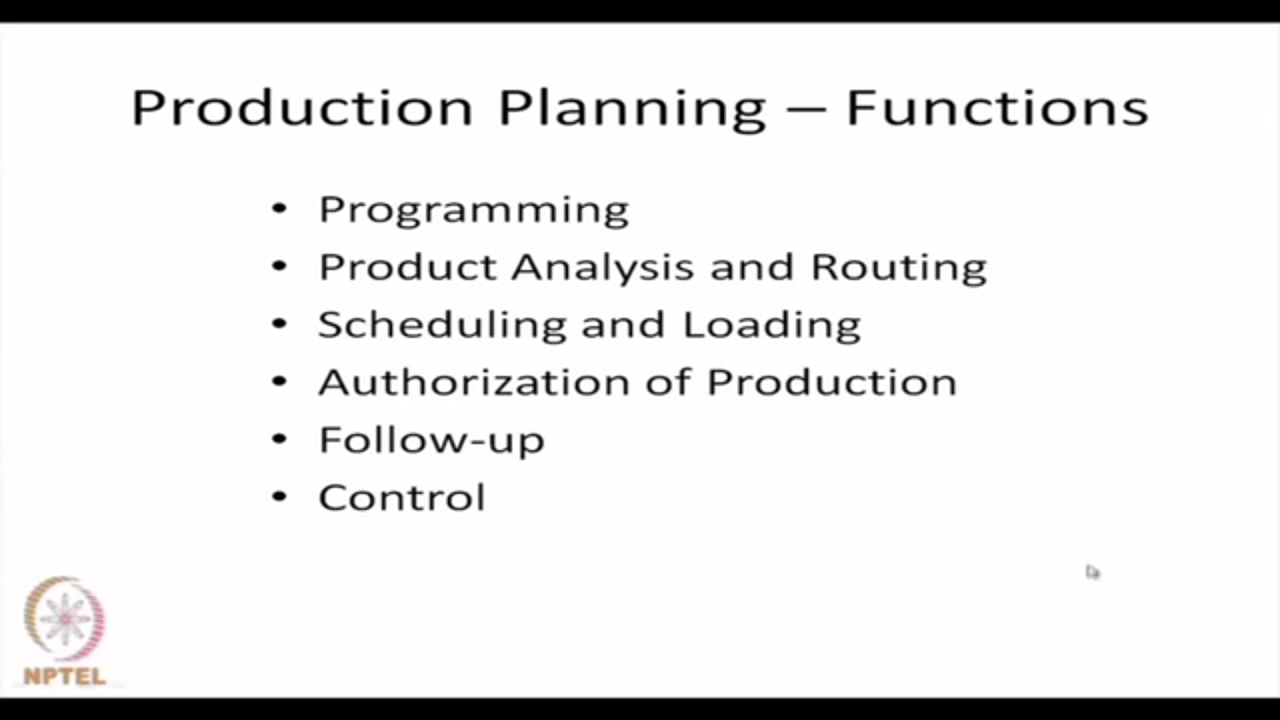 Production Planning – Functions
• Programming
• Product Analysis and Routing
• Scheduling and Loading
• Authorization of Production
• Follow-up
• Control
NPTEL